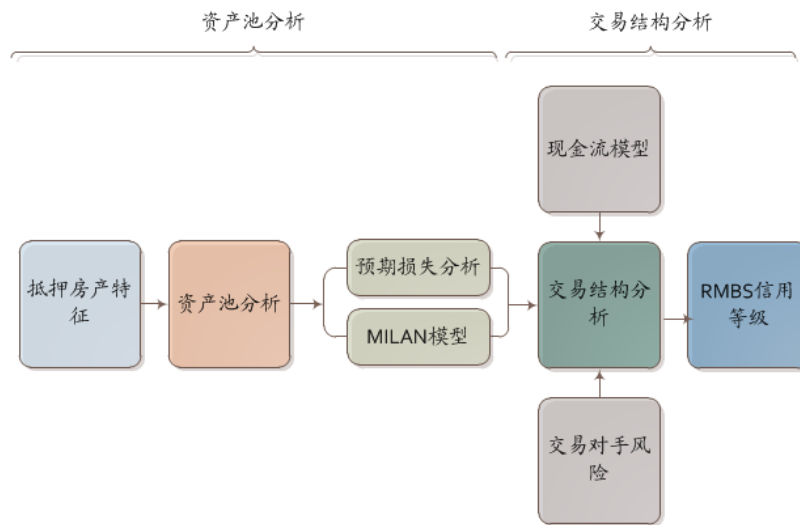 资产池分析
交易结构分析
现金流模型
抵押房产特
征
资产池分析
预期损失分析
MILAN模型
交易结构分
析
RMBS信用
等级
交易对手风
险